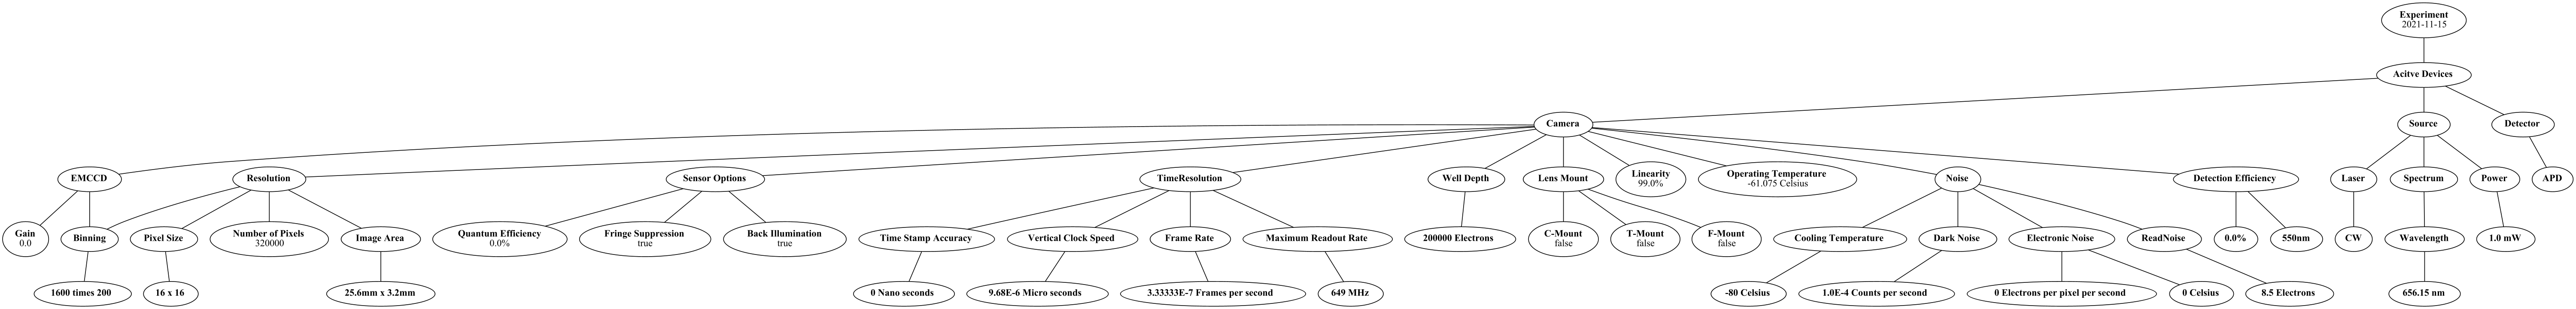 Experiment
2021-11-15
Acitve Devices
Camera
Source
Detector
EMCCD
Resolution
Sensor Options
TimeResolution
Well Depth
Lens Mount
Linearity
99.0%
Operating Temperature
-61.075 Celsius
Noise
Detection Efficiency
Laser
Spectrum
Power
APD
Gain
0.0
Binning
Pixel Size
Number of Pixels
320000
Image Area
Quantum Efficiency
0.0%
Fringe Suppression
true
Back Illumination
true
Time Stamp Accuracy
Vertical Clock Speed
Frame Rate
Maximum Readout Rate
200000 Electrons
C-Mount
false
T-Mount
false
F-Mount
false
Cooling Temperature
Dark Noise
Electronic Noise
ReadNoise
0.0%
550nm
CW
Wavelength
1.0 mW
1600 times 200
16 x 16
25.6mm x 3.2mm
0 Nano seconds
9.68E-6 Micro seconds
3.33333E-7 Frames per second
649 MHz
-80 Celsius
1.0E-4 Counts per second
0 Electrons per pixel per second
0 Celsius
8.5 Electrons
656.15 nm